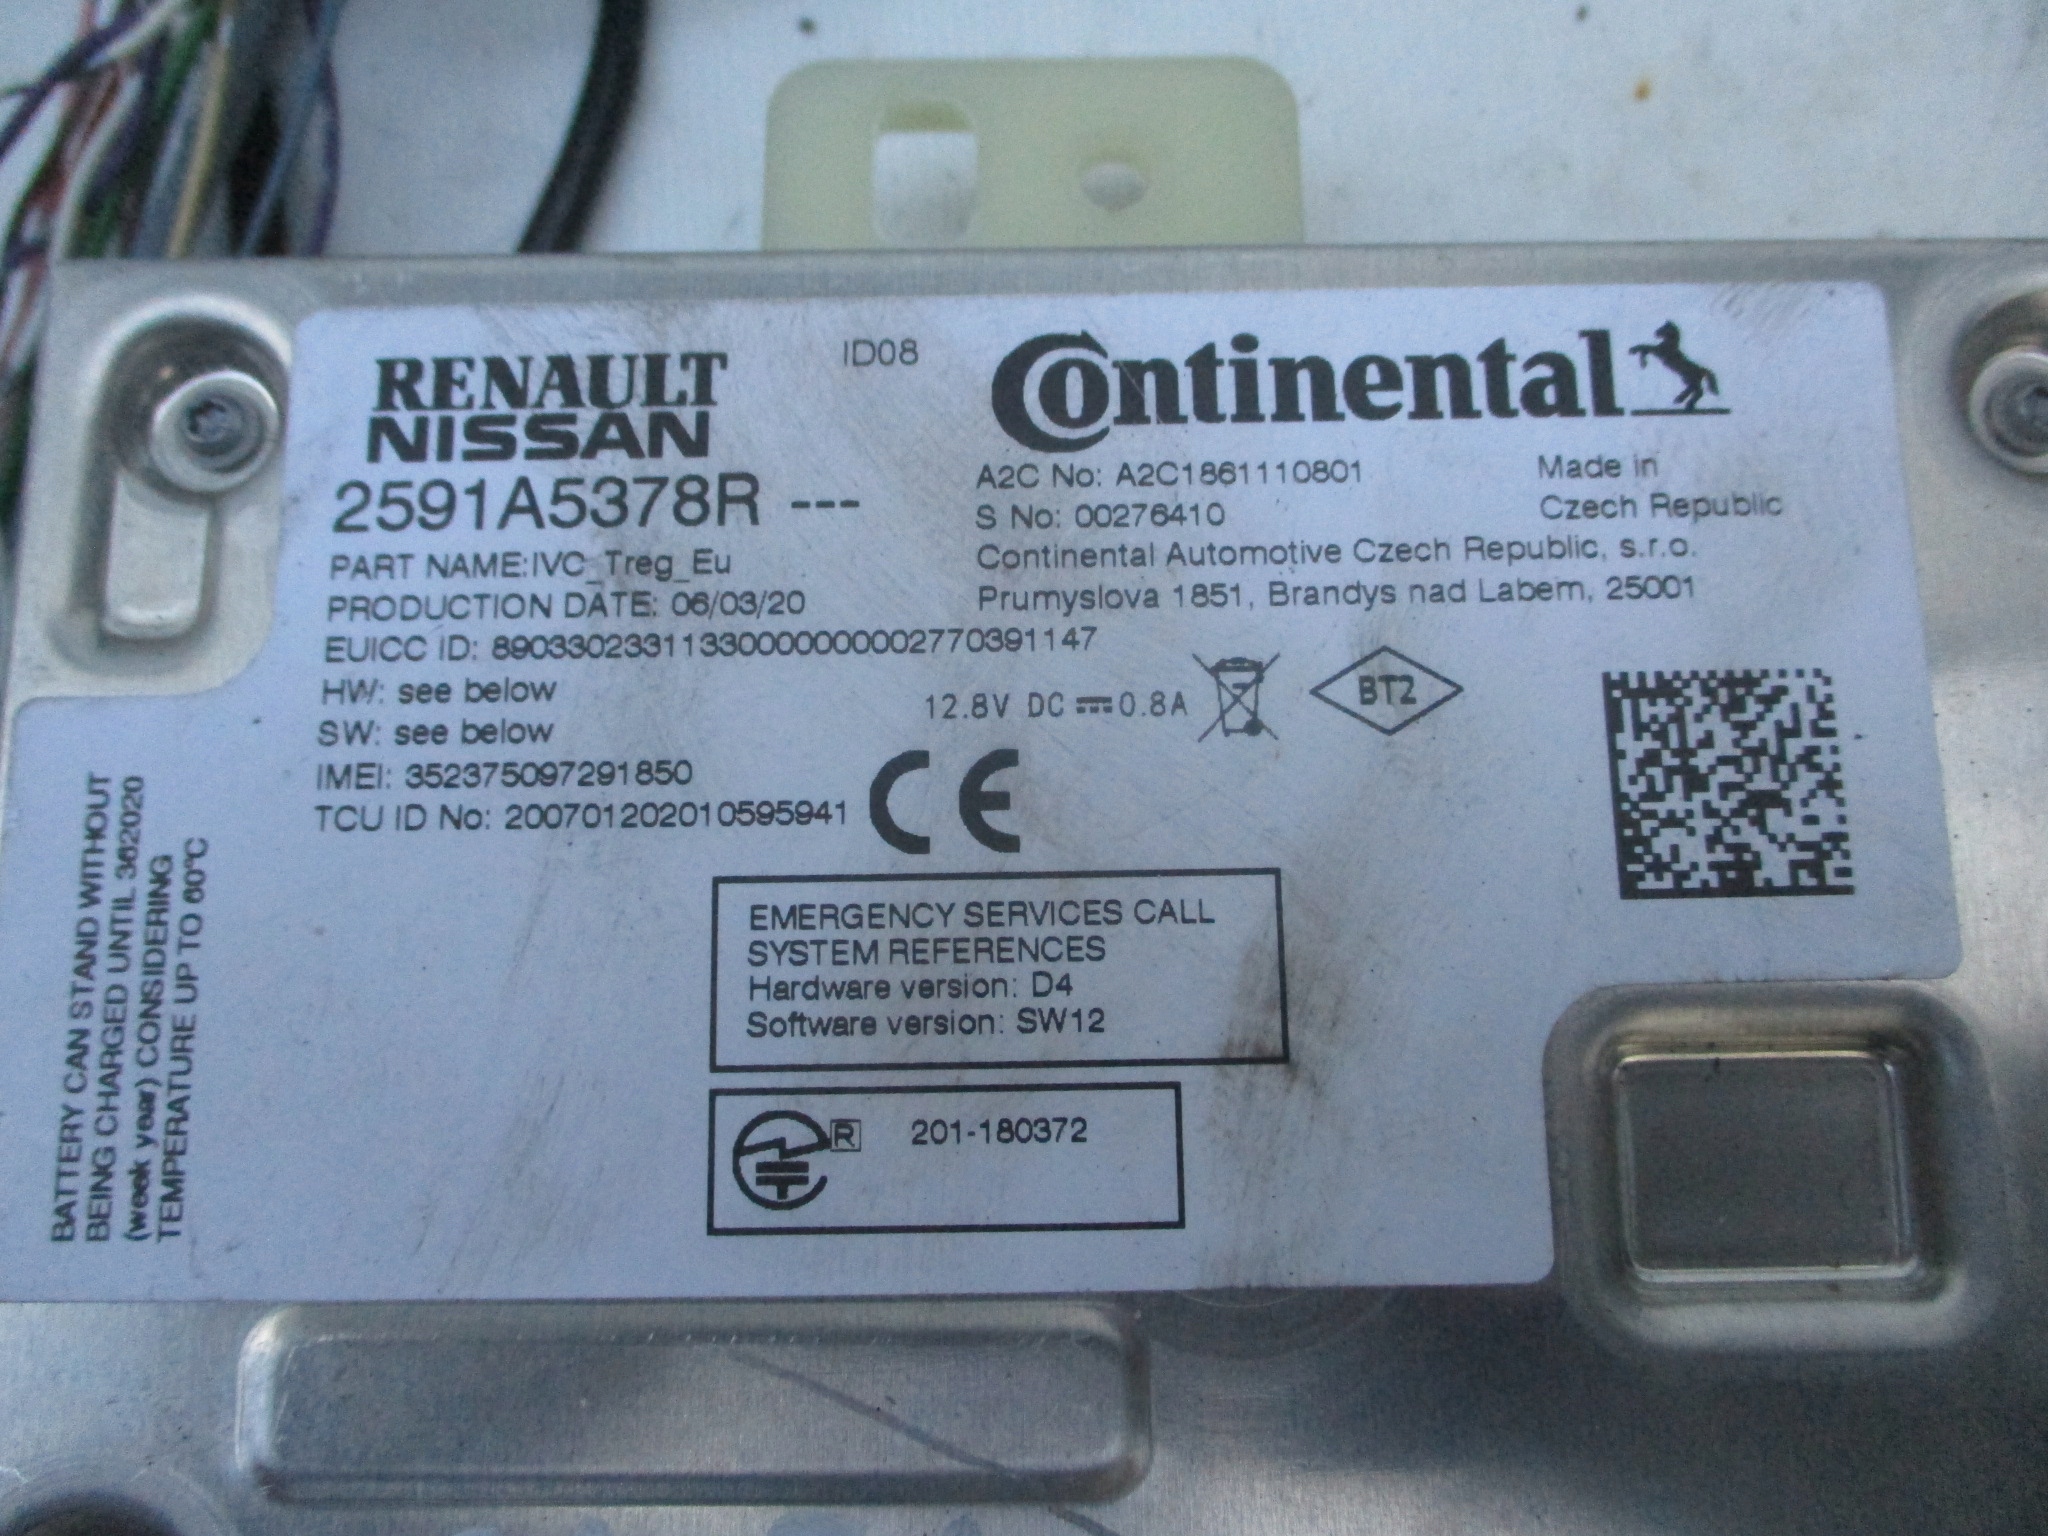 RENAULT
NISSAN
ID08
Continental
2591A5378R ---
PART NAME:IVC_Treg_Eu
PRODUCTION DATE: 06/03/20
EUICC ID: 89033023311330000000002770391147
HW: see below
SW: see below
IMEI: 352375097291850
TCU ID No: 200701202010595941
A2C No: A2C1861110801
S No: 00276410
Made in
Czech Republic
Continental Automotive Czech Republic, s.r.o.
Prumyslova 1851, Brandys nad Labem, 25001
12.8V DC 0.8A
BT2
CE
EMERGENCY SERVICES CALL
SYSTEM REFERENCES
Hardware version: D4
Software version: SW12
R 201-180372
BATTERY CAN STAND WITHOUT
BEING CHARGED UNTIL 362020
(week year) CONSIDERING
TEMPERATURE UP TO 60°C